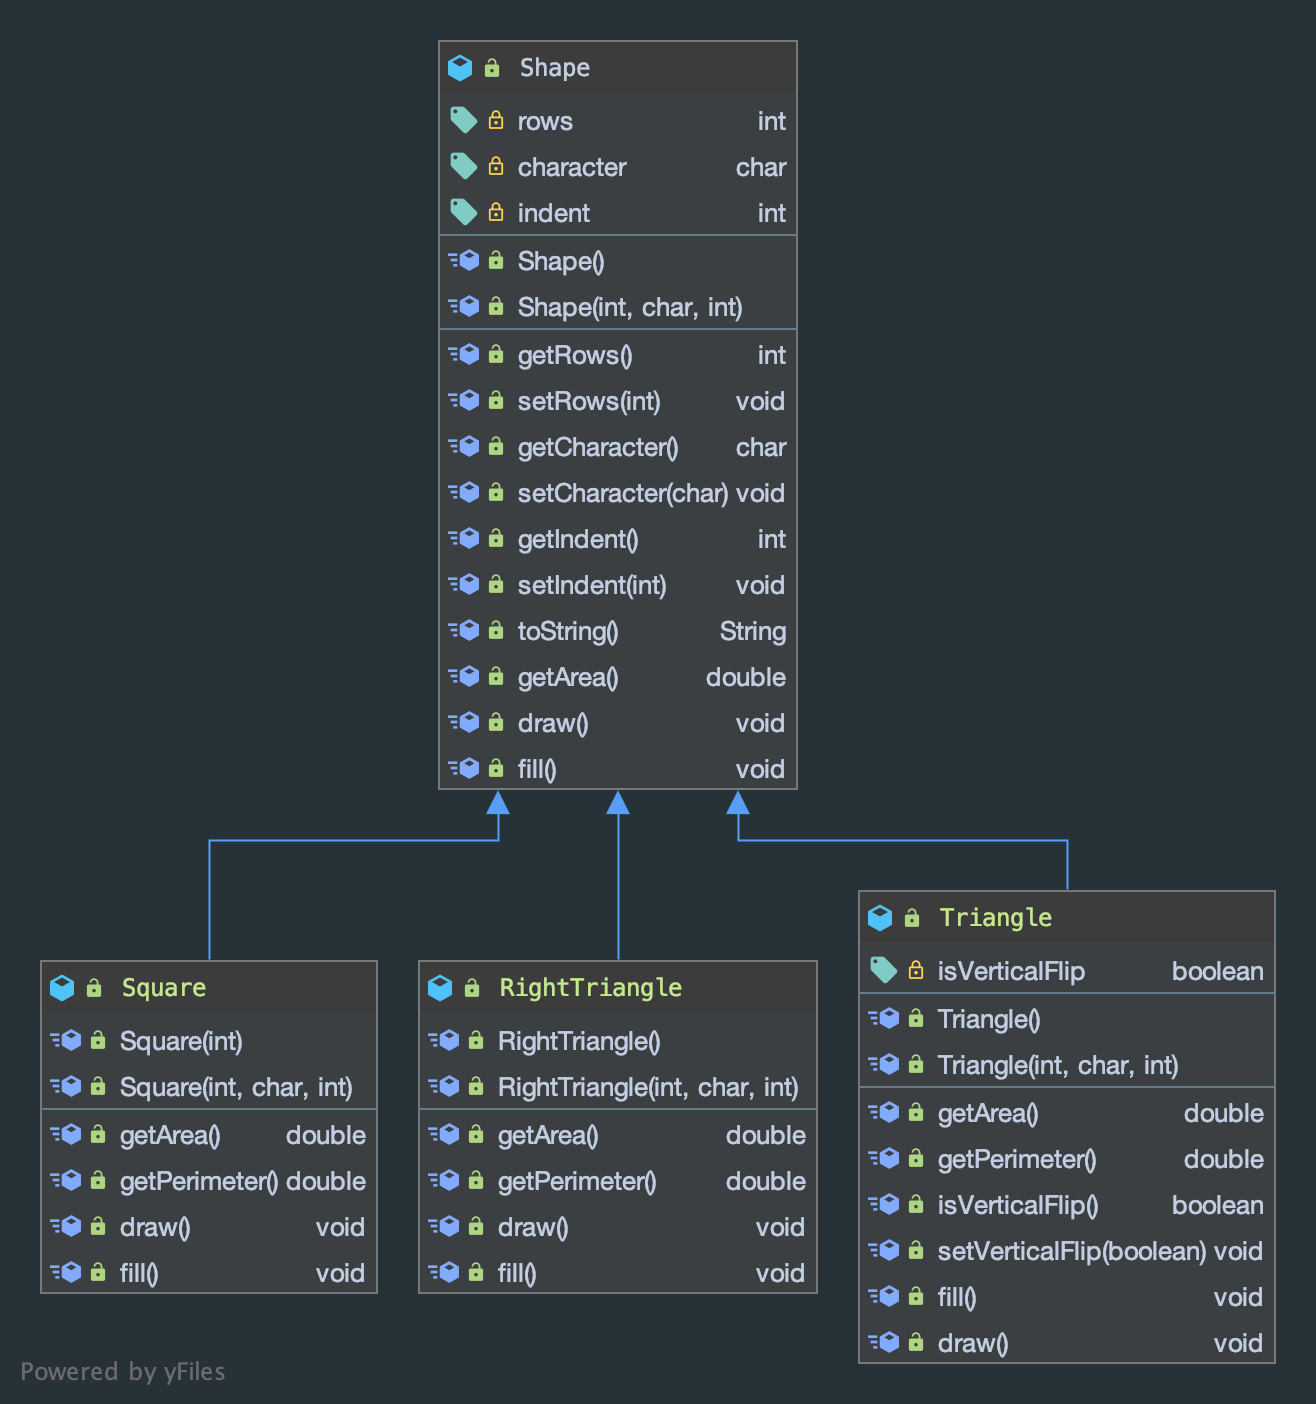 Shape
rows int
character char
indent int
Shape()
Shape(int, char, int)
getRows() int
setRows(int) void
getCharacter() char
setCharacter(char) void
getIndent() int
setIndent(int) void
toString() String
getArea() double
draw() void
fill() void
Square
Square(int)
Square(int, char, int)
getArea() double
getPerimeter() double
draw() void
fill() void
RightTriangle
RightTriangle()
RightTriangle(int, char, int)
getArea() double
getPerimeter() double
draw() void
fill() void
Triangle
isVerticalFlip boolean
Triangle()
Triangle(int, char, int)
getArea() double
getPerimeter() double
isVerticalFlip() boolean
setVerticalFlip(boolean) void
fill() void
draw() void
Powered by yFiles